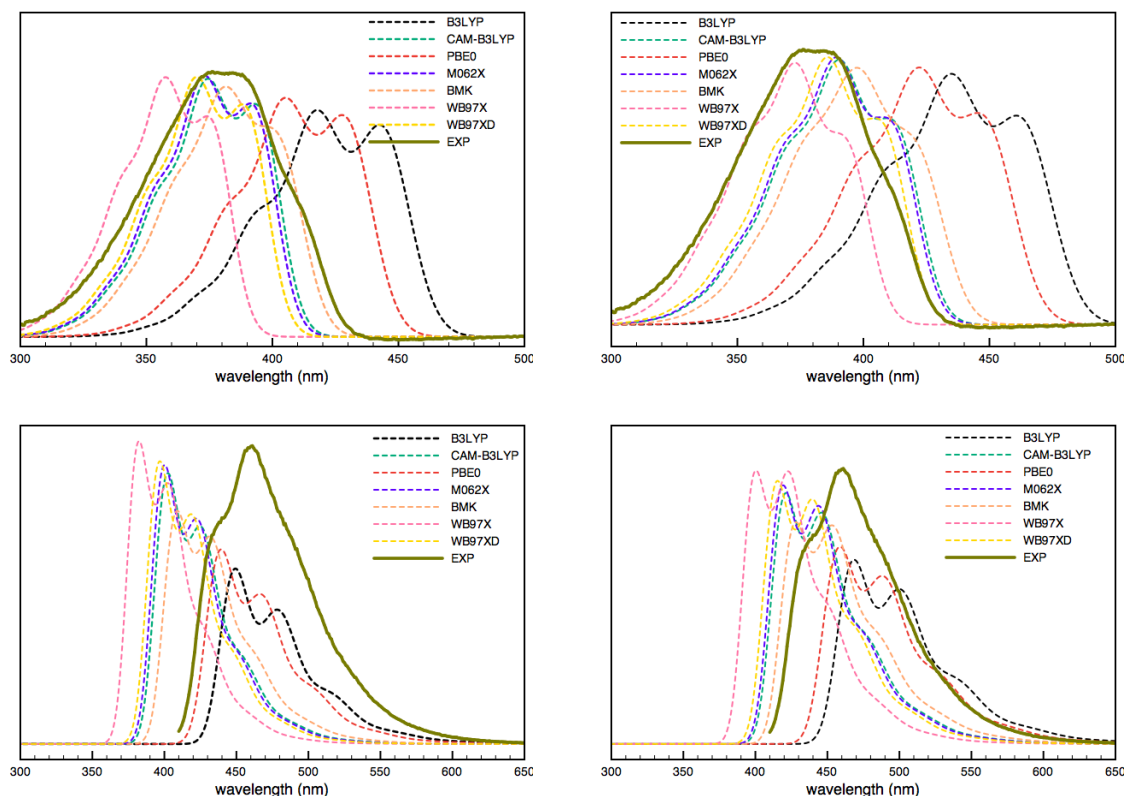 B3LYP
CAM-B3LYP
PBE0
M062X
BMK
WB97X
WB97XD
EXP
300 350 400 450 500
wavelength (nm)
B3LYP
CAM-B3LYP
PBE0
M062X
BMK
WB97X
WB97XD
EXP
300 350 400 450 500
wavelength (nm)
B3LYP
CAM-B3LYP
PBE0
M062X
BMK
WB97X
WB97XD
EXP
300 350 400 450 500 550 600 650
wavelength (nm)
B3LYP
CAM-B3LYP
PBE0
M062X
BMK
WB97X
WB97XD
EXP
300 350 400 450 500 550 600 650
wavelength (nm)